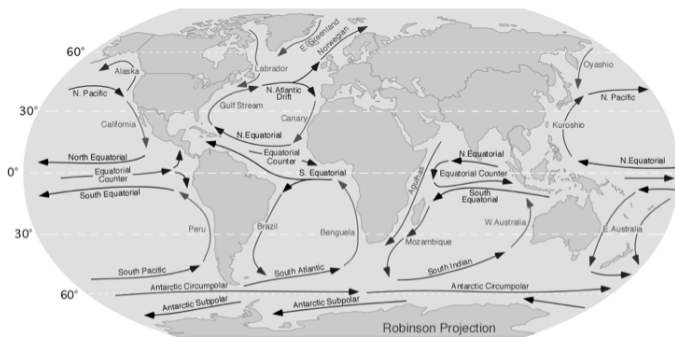 60°
30°
0°
30°
60°
E. Greenland
Norwegian
Alaska
Labrador
Oyashio
N. Pacific
N. Atlantic
Drift
N. Pacific
Gulf Stream
California
Canary
Kuroshio
N.Equatorial
North Equatorial
Equatorial
Counter
N.Equatorial
N.Equatorial
Equatorial
Counter
S. Equatorial
Equatorial Counter
South Equatorial
South
Equatorial
Agulhas
Peru
Brazil
Benguela
Mozambique
W.Australia
E.Australia
South Pacific
South Atlantic
South Indian
Antarctic Circumpolar
Antarctic Circumpolar
Antarctic Subpolar
Antarctic Subpolar
Robinson Projection